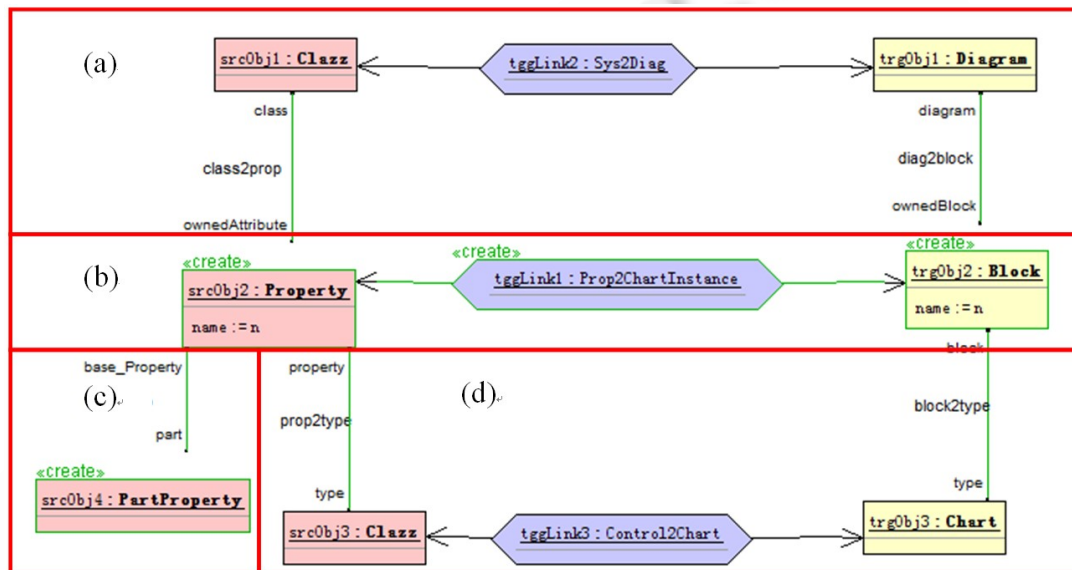 (a)
srcObj1:Clazz
tggLink2:Sys2Diag
trgObj1:Diagram
class
diagram
class2prop
diag2block
ownedAttribute
ownedBlock
(b)
«create»
«create»
«create»
srcObj2:Property
tggLink1:Prop2ChartInstance
trgObj2:Block
name:=n
name:=n
base_Property
property
block
(c)
(d)
prop2type
block2type
part
«create»
type
type
srcObj4:PartProperty
srcObj3:Clazz
tggLink3:Control2Chart
trgObj3:Chart